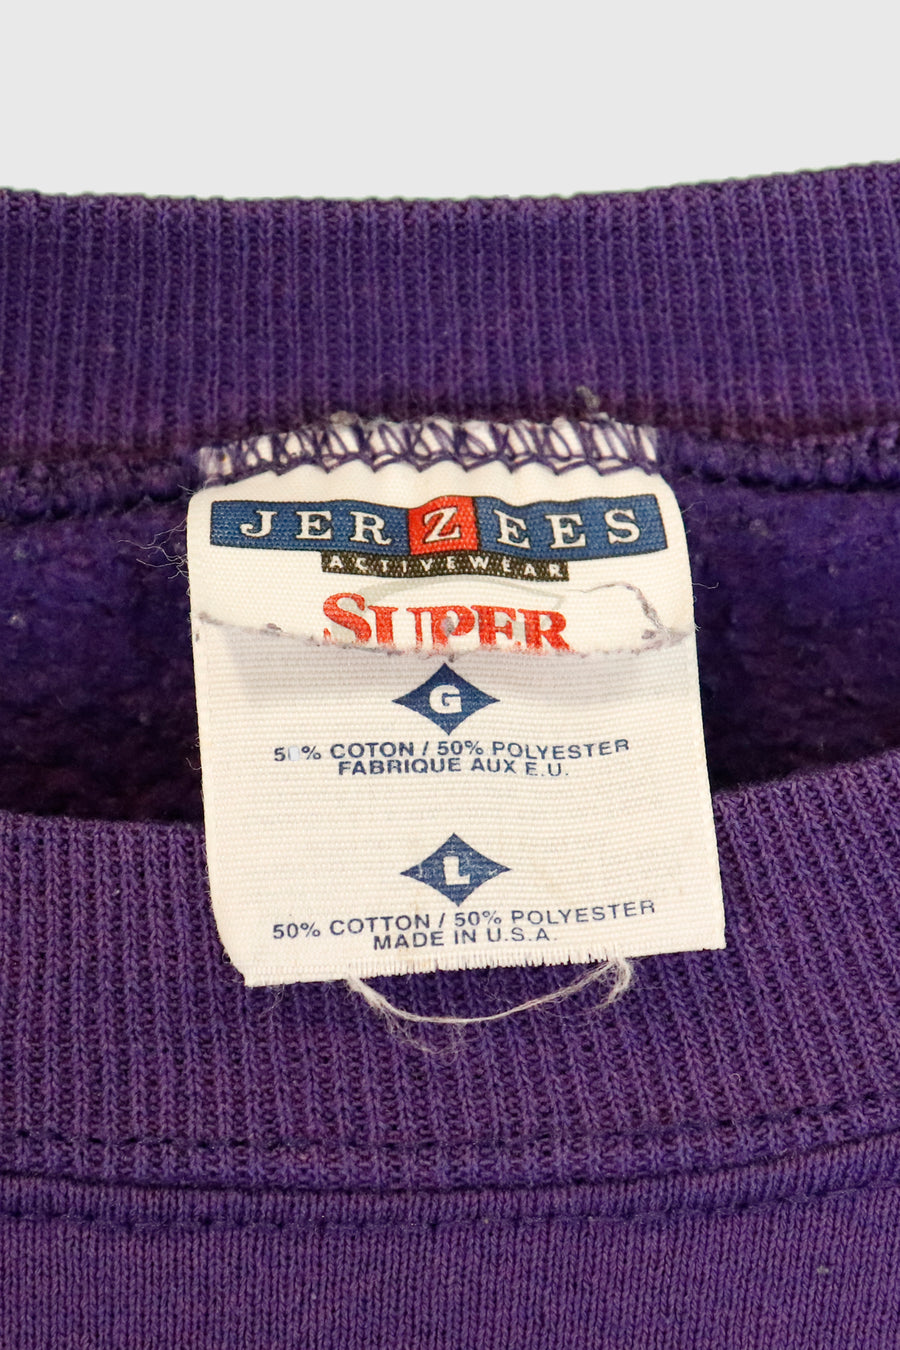 JERZEES
ACTIVEWEAR
SUPER
G
50% COTON / 50% POLYESTER
FABRIQUE AUX E.U.
L
50% COTTON / 50% POLYESTER
MADE IN U.S.A.